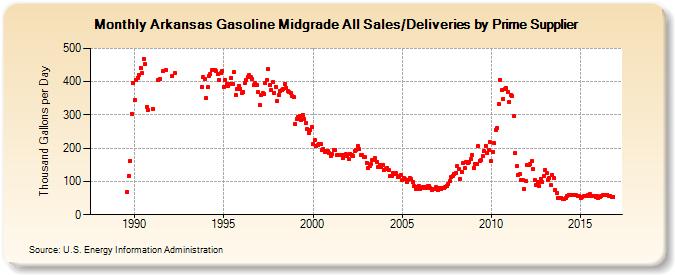 Monthly Arkansas Gasoline Midgrade All Sales/Deliveries by Prime Supplier
Thousand Gallons per Day
500
400
300
200
100
0
1990 1995 2000 2005 2010 2015
Source: U.S. Energy Information Administration